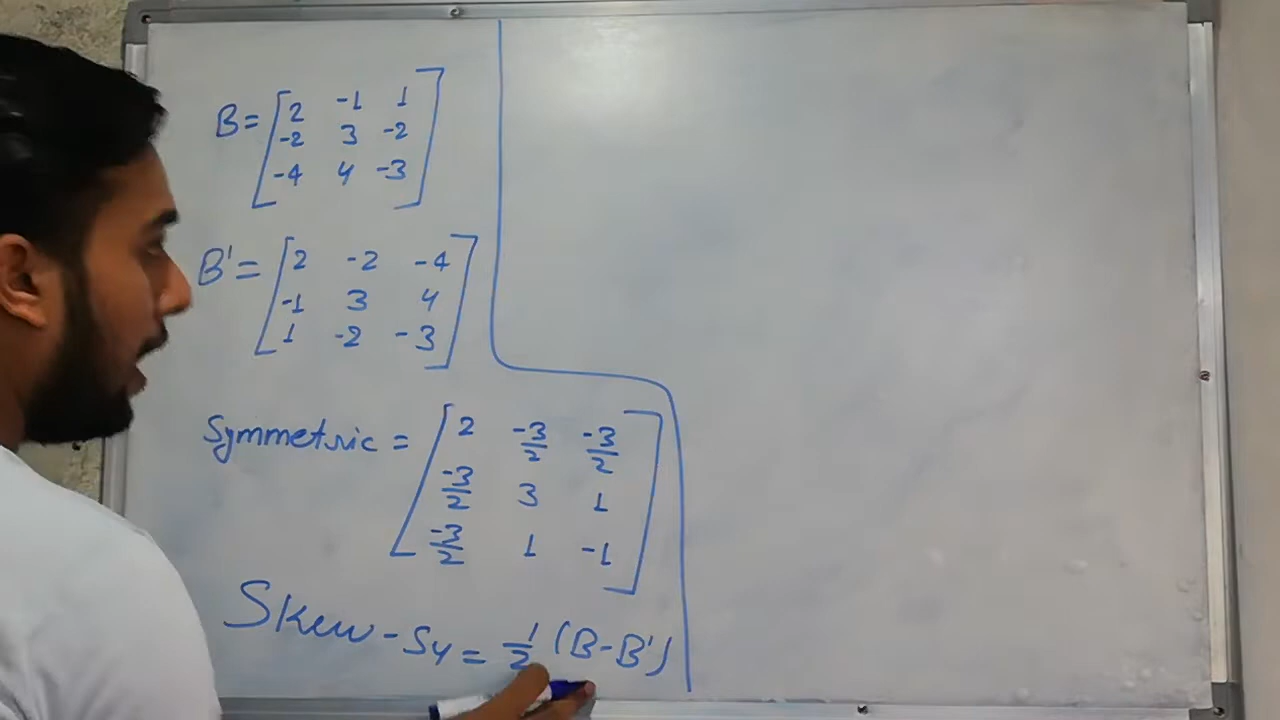 B = [ 2 -1 1
-2 3 -2
-4 4 -3 ]
B' = [ 2 -2 -4
-1 3 4
1 -2 -3 ]
Symmetric = [ 2 -3/2 -3/2
-3/2 3 1
-3/2 1 -1 ]
Skew-Sy = 1/2 (B-B')